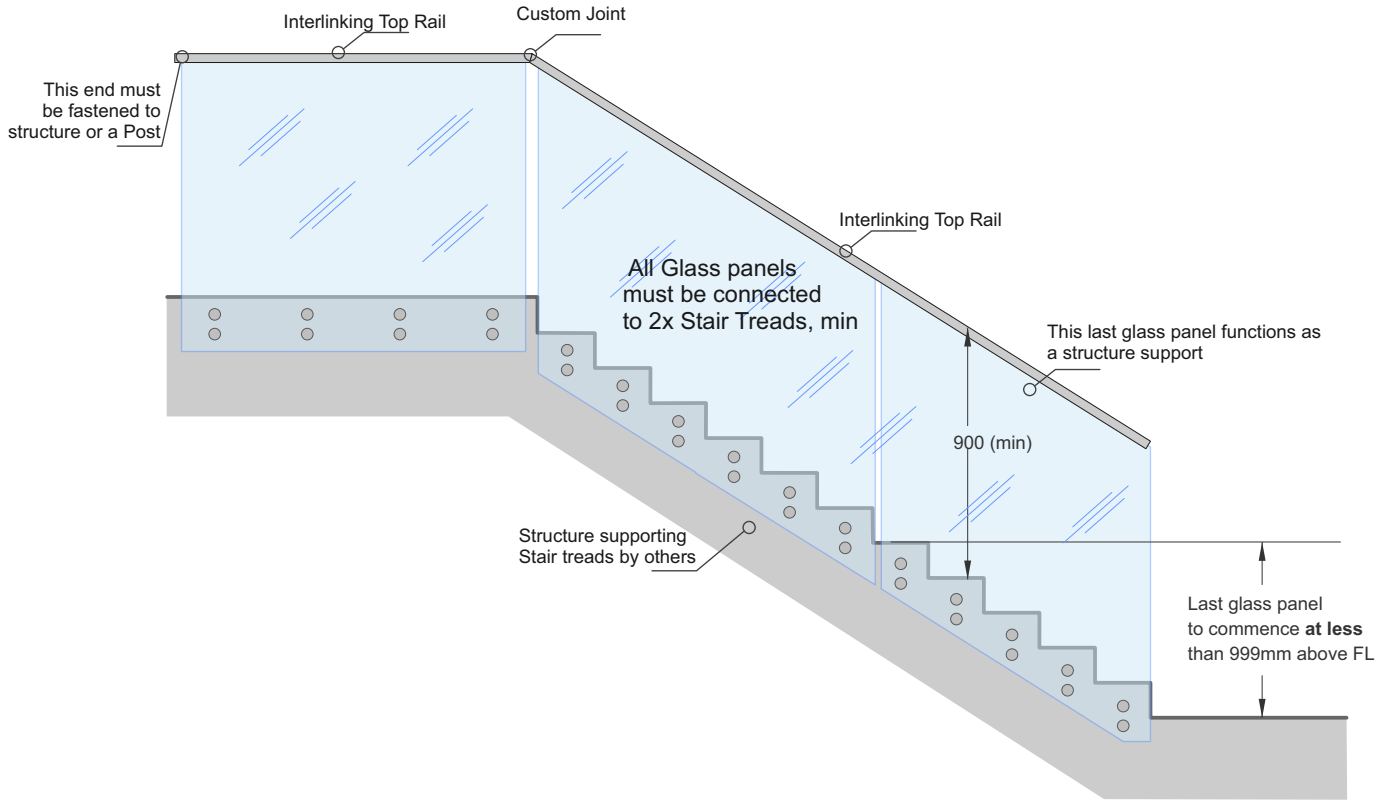 Interlinking Top Rail
Custom Joint
This end must
be fastened to
structure or a Post
Interlinking Top Rail
All Glass panels
must be connected
to 2x Stair Treads, min
This last glass panel functions as
a structure support
900 (min)
Structure supporting
Stair treads by others
Last glass panel
to commence at less
than 999mm above FL